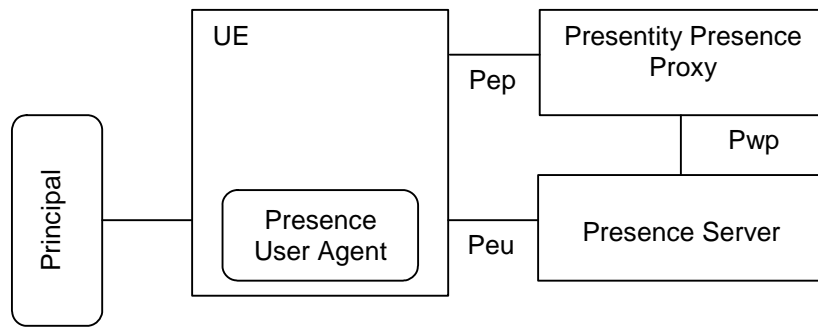 UE
Presentity Presence
Proxy
Pep
Pwp
Principal
Presence
User Agent
Peu
Presence Server